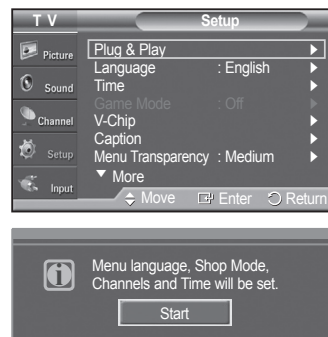 T V
Setup
Picture
Sound
Channel
Setup
Input
Plug & Play
Language : English
Time
Game Mode : Off
V-Chip
Caption
Menu Transparency : Medium
▼ More
Move Enter Return
Menu language, Shop Mode,
Channels and Time will be set.
Start